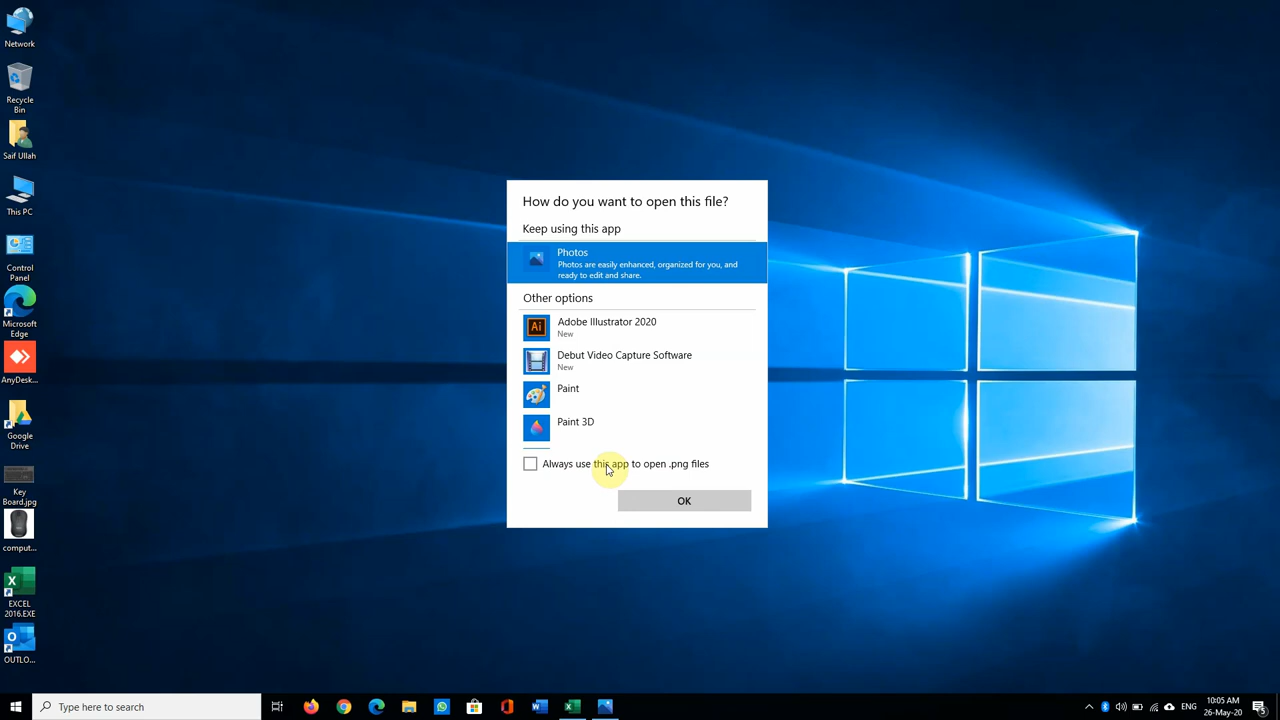 Network
Recycle
Bin
Saif Ullah
This PC
Control
Panel
Microsoft
Edge
AnyDesk...
Google
Drive
Key
Board.jpg
comput...
EXCEL
2016.EXE
OUTLO...
How do you want to open this file?
Keep using this app
Photos
Photos are easily enhanced, organized for you, and
ready to edit and share.
Other options
Ai
Adobe Illustrator 2020
New
Debut Video Capture Software
New
Paint
Paint 3D
Always use this app to open .png files
OK
Type here to search
ENG
10:05 AM
26-May-20